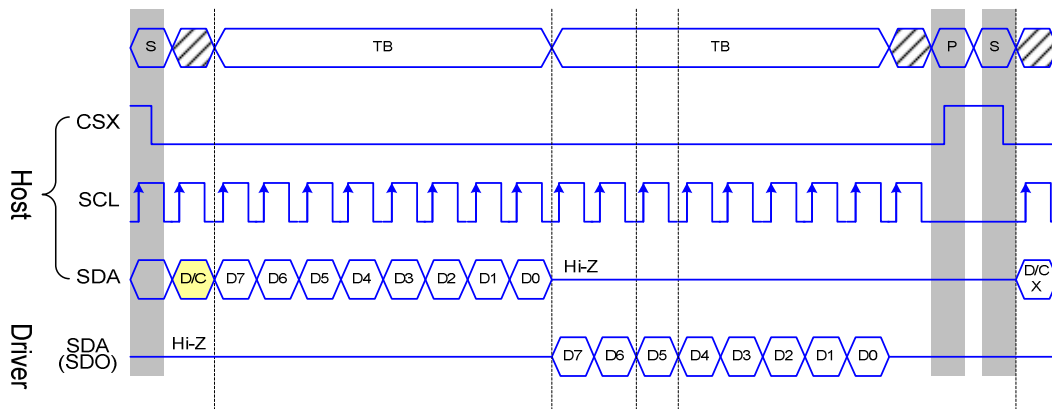 S TB TB P S
CSX
Host
SCL
SDA D/C D7 D6 D5 D4 D3 D2 D1 D0 Hi-Z D/C
X
Driver
SDA
(SDO) Hi-Z D7 D6 D5 D4 D3 D2 D1 D0